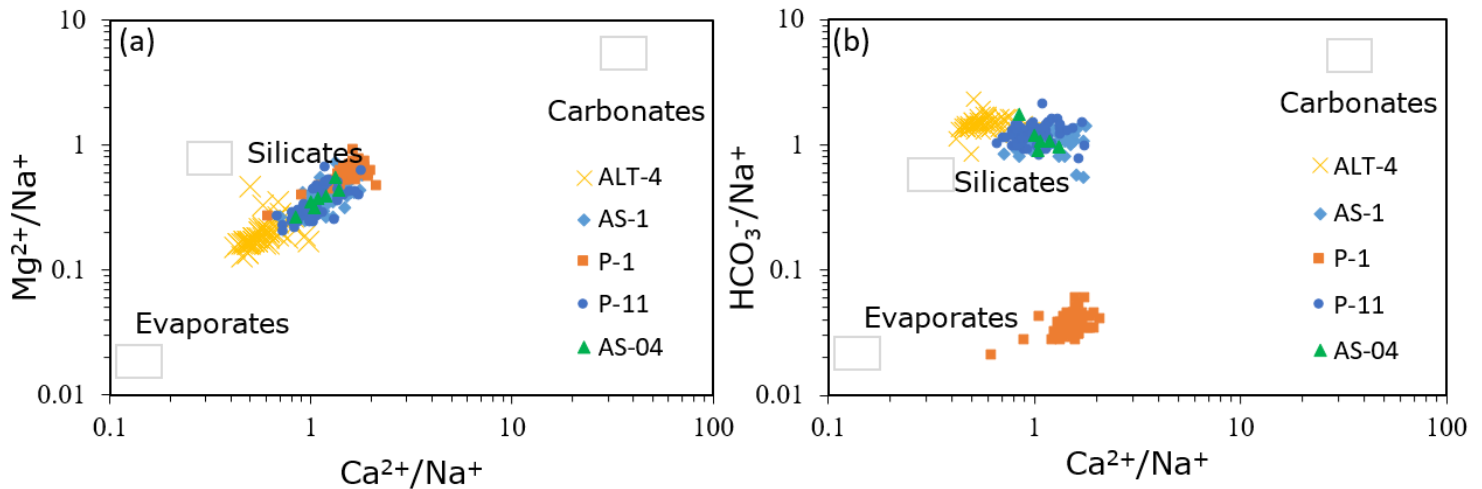 (a)
10
1
0.1
0.01
Mg²⁺/Na⁺
Carbonates
Silicates
Evaporates
ALT-4
AS-1
P-1
P-11
AS-04
0.1 1 10 100
Ca²⁺/Na⁺
(b)
10
1
0.1
0.01
HCO₃⁻/Na⁺
Carbonates
Silicates
Evaporates
ALT-4
AS-1
P-1
P-11
AS-04
0.1 1 10 100
Ca²⁺/Na⁺